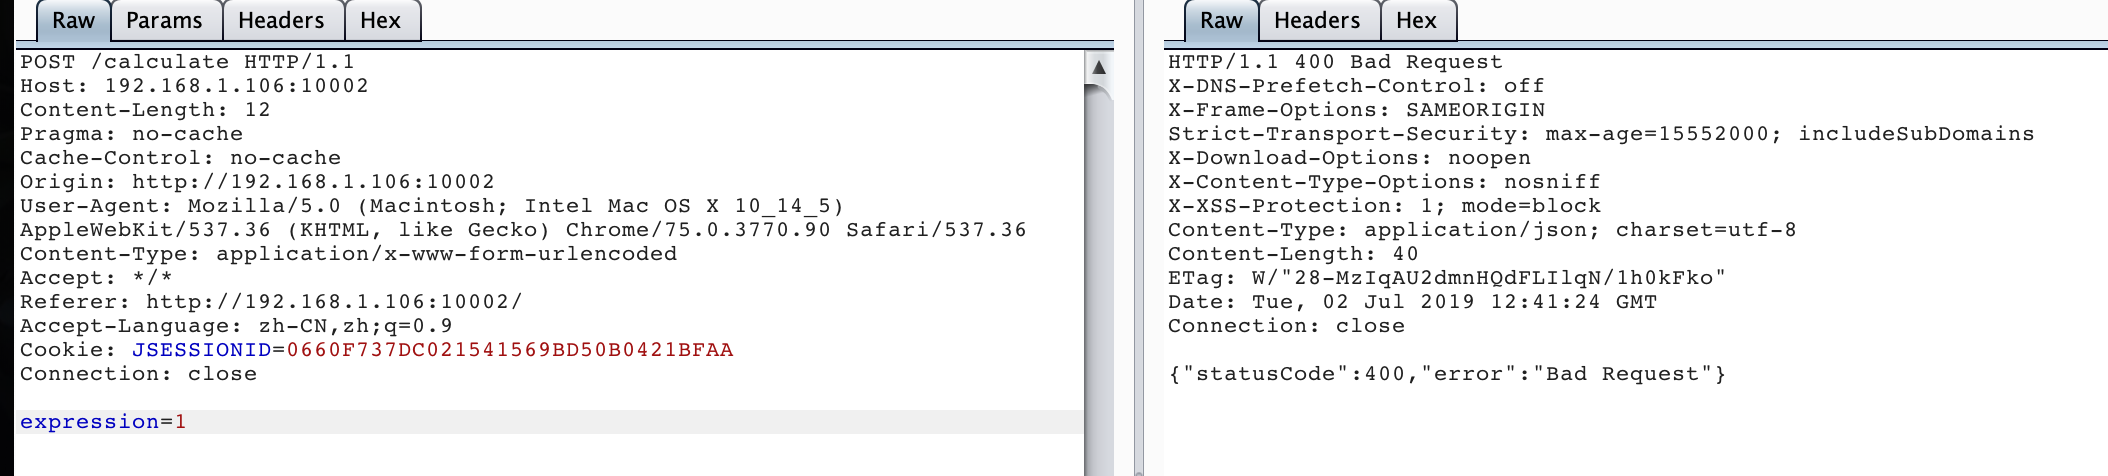 Raw Params Headers Hex
POST /calculate HTTP/1.1
Host: 192.168.1.106:10002
Content-Length: 12
Pragma: no-cache
Cache-Control: no-cache
Origin: http://192.168.1.106:10002
User-Agent: Mozilla/5.0 (Macintosh; Intel Mac OS X 10_14_5)
AppleWebKit/537.36 (KHTML, like Gecko) Chrome/75.0.3770.90 Safari/537.36
Content-Type: application/x-www-form-urlencoded
Accept: */*
Referer: http://192.168.1.106:10002/
Accept-Language: zh-CN,zh;q=0.9
Cookie: JSESSIONID=0660F737DC021541569BD50B0421BFAA
Connection: close
expression=1
Raw Headers Hex
HTTP/1.1 400 Bad Request
X-DNS-Prefetch-Control: off
X-Frame-Options: SAMEORIGIN
Strict-Transport-Security: max-age=15552000; includeSubDomains
X-Download-Options: noopen
X-Content-Type-Options: nosniff
X-XSS-Protection: 1; mode=block
Content-Type: application/json; charset=utf-8
Content-Length: 40
ETag: W/"28-MzIqAU2dmnHQdFLIlqN/1h0kFko"
Date: Tue, 02 Jul 2019 12:41:24 GMT
Connection: close
{"statusCode":400,"error":"Bad Request"}